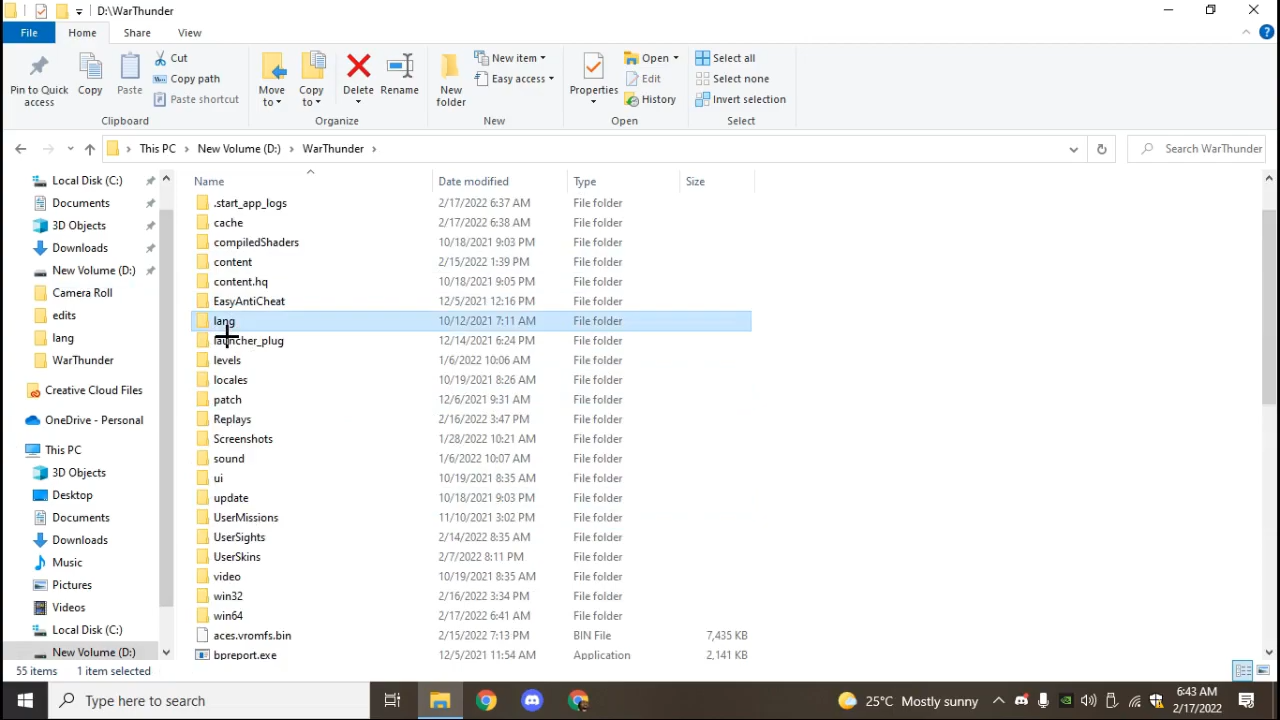 D:\WarThunder
File Home Share View
Pin to Quick access
Copy
Paste
Cut
Copy path
Paste shortcut
Clipboard
Move to
Copy to
Delete
Rename
Organize
New folder
New item
Easy access
New
Properties
Open
Edit
History
Open
Select all
Select none
Invert selection
Select
This PC > New Volume (D:) > WarThunder >
Search WarThunder
Local Disk (C:)
Documents
3D Objects
Downloads
New Volume (D:)
Camera Roll
edits
lang
WarThunder
Creative Cloud Files
OneDrive - Personal
This PC
3D Objects
Desktop
Documents
Downloads
Music
Pictures
Videos
Local Disk (C:)
New Volume (D:)
Name Date modified Type Size
.start_app_logs 2/17/2022 6:37 AM File folder
cache 2/17/2022 6:38 AM File folder
compiledShaders 10/18/2021 9:03 PM File folder
content 2/15/2022 1:39 PM File folder
content.hq 10/18/2021 9:05 PM File folder
EasyAntiCheat 12/5/2021 12:16 PM File folder
lang 10/12/2021 7:11 AM File folder
launcher_plug 12/14/2021 6:24 PM File folder
levels 1/6/2022 10:06 AM File folder
locales 10/19/2021 8:26 AM File folder
patch 12/6/2021 9:31 AM File folder
Replays 2/16/2022 3:47 PM File folder
Screenshots 1/28/2022 10:21 AM File folder
sound 1/6/2022 10:07 AM File folder
ui 10/19/2021 8:35 AM File folder
update 10/18/2021 9:03 PM File folder
UserMissions 11/10/2021 3:02 PM File folder
UserSights 2/14/2022 8:35 AM File folder
UserSkins 2/7/2022 8:11 PM File folder
video 10/19/2021 8:35 AM File folder
win32 2/16/2022 3:34 PM File folder
win64 2/17/2022 6:41 AM File folder
aces.vromfs.bin 2/15/2022 7:13 PM BIN File 7,435 KB
bpreport.exe 12/5/2021 11:54 AM Application 2,141 KB
55 items 1 item selected
Type here to search
25°C Mostly sunny
6:43 AM
2/17/2022